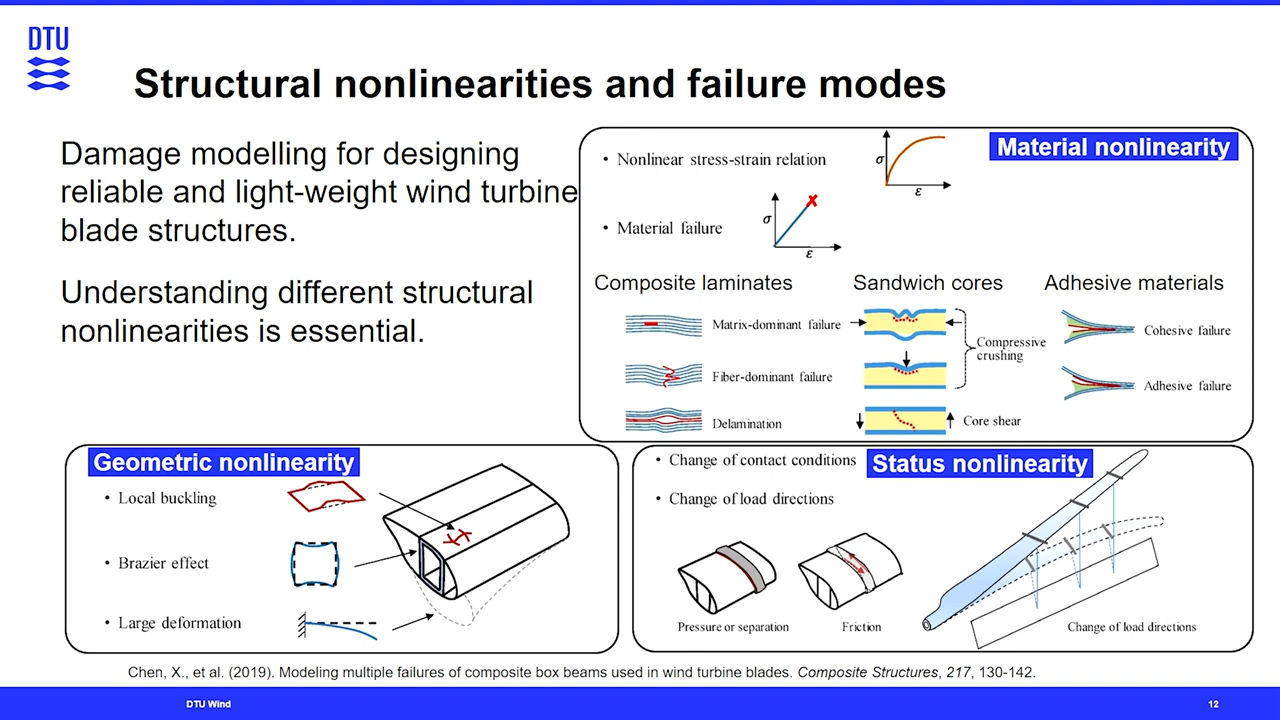 DTU
Structural nonlinearities and failure modes
Damage modelling for designing
reliable and light-weight wind turbine
blade structures.
Understanding different structural
nonlinearities is essential.
Material nonlinearity
• Nonlinear stress-strain relation
σ
ε
• Material failure
σ
ε
Composite laminates
Matrix-dominant failure
Fiber-dominant failure
Delamination
Sandwich cores
Compressive
crushing
Core shear
Adhesive materials
Cohesive failure
Adhesive failure
Geometric nonlinearity
• Local buckling
• Brazier effect
• Large deformation
Status nonlinearity
• Change of contact conditions
• Change of load directions
Pressure or separation
Friction
Change of load directions
Chen, X., et al. (2019). Modeling multiple failures of composite box beams used in wind turbine blades. Composite Structures, 217, 130-142.
DTU Wind
12